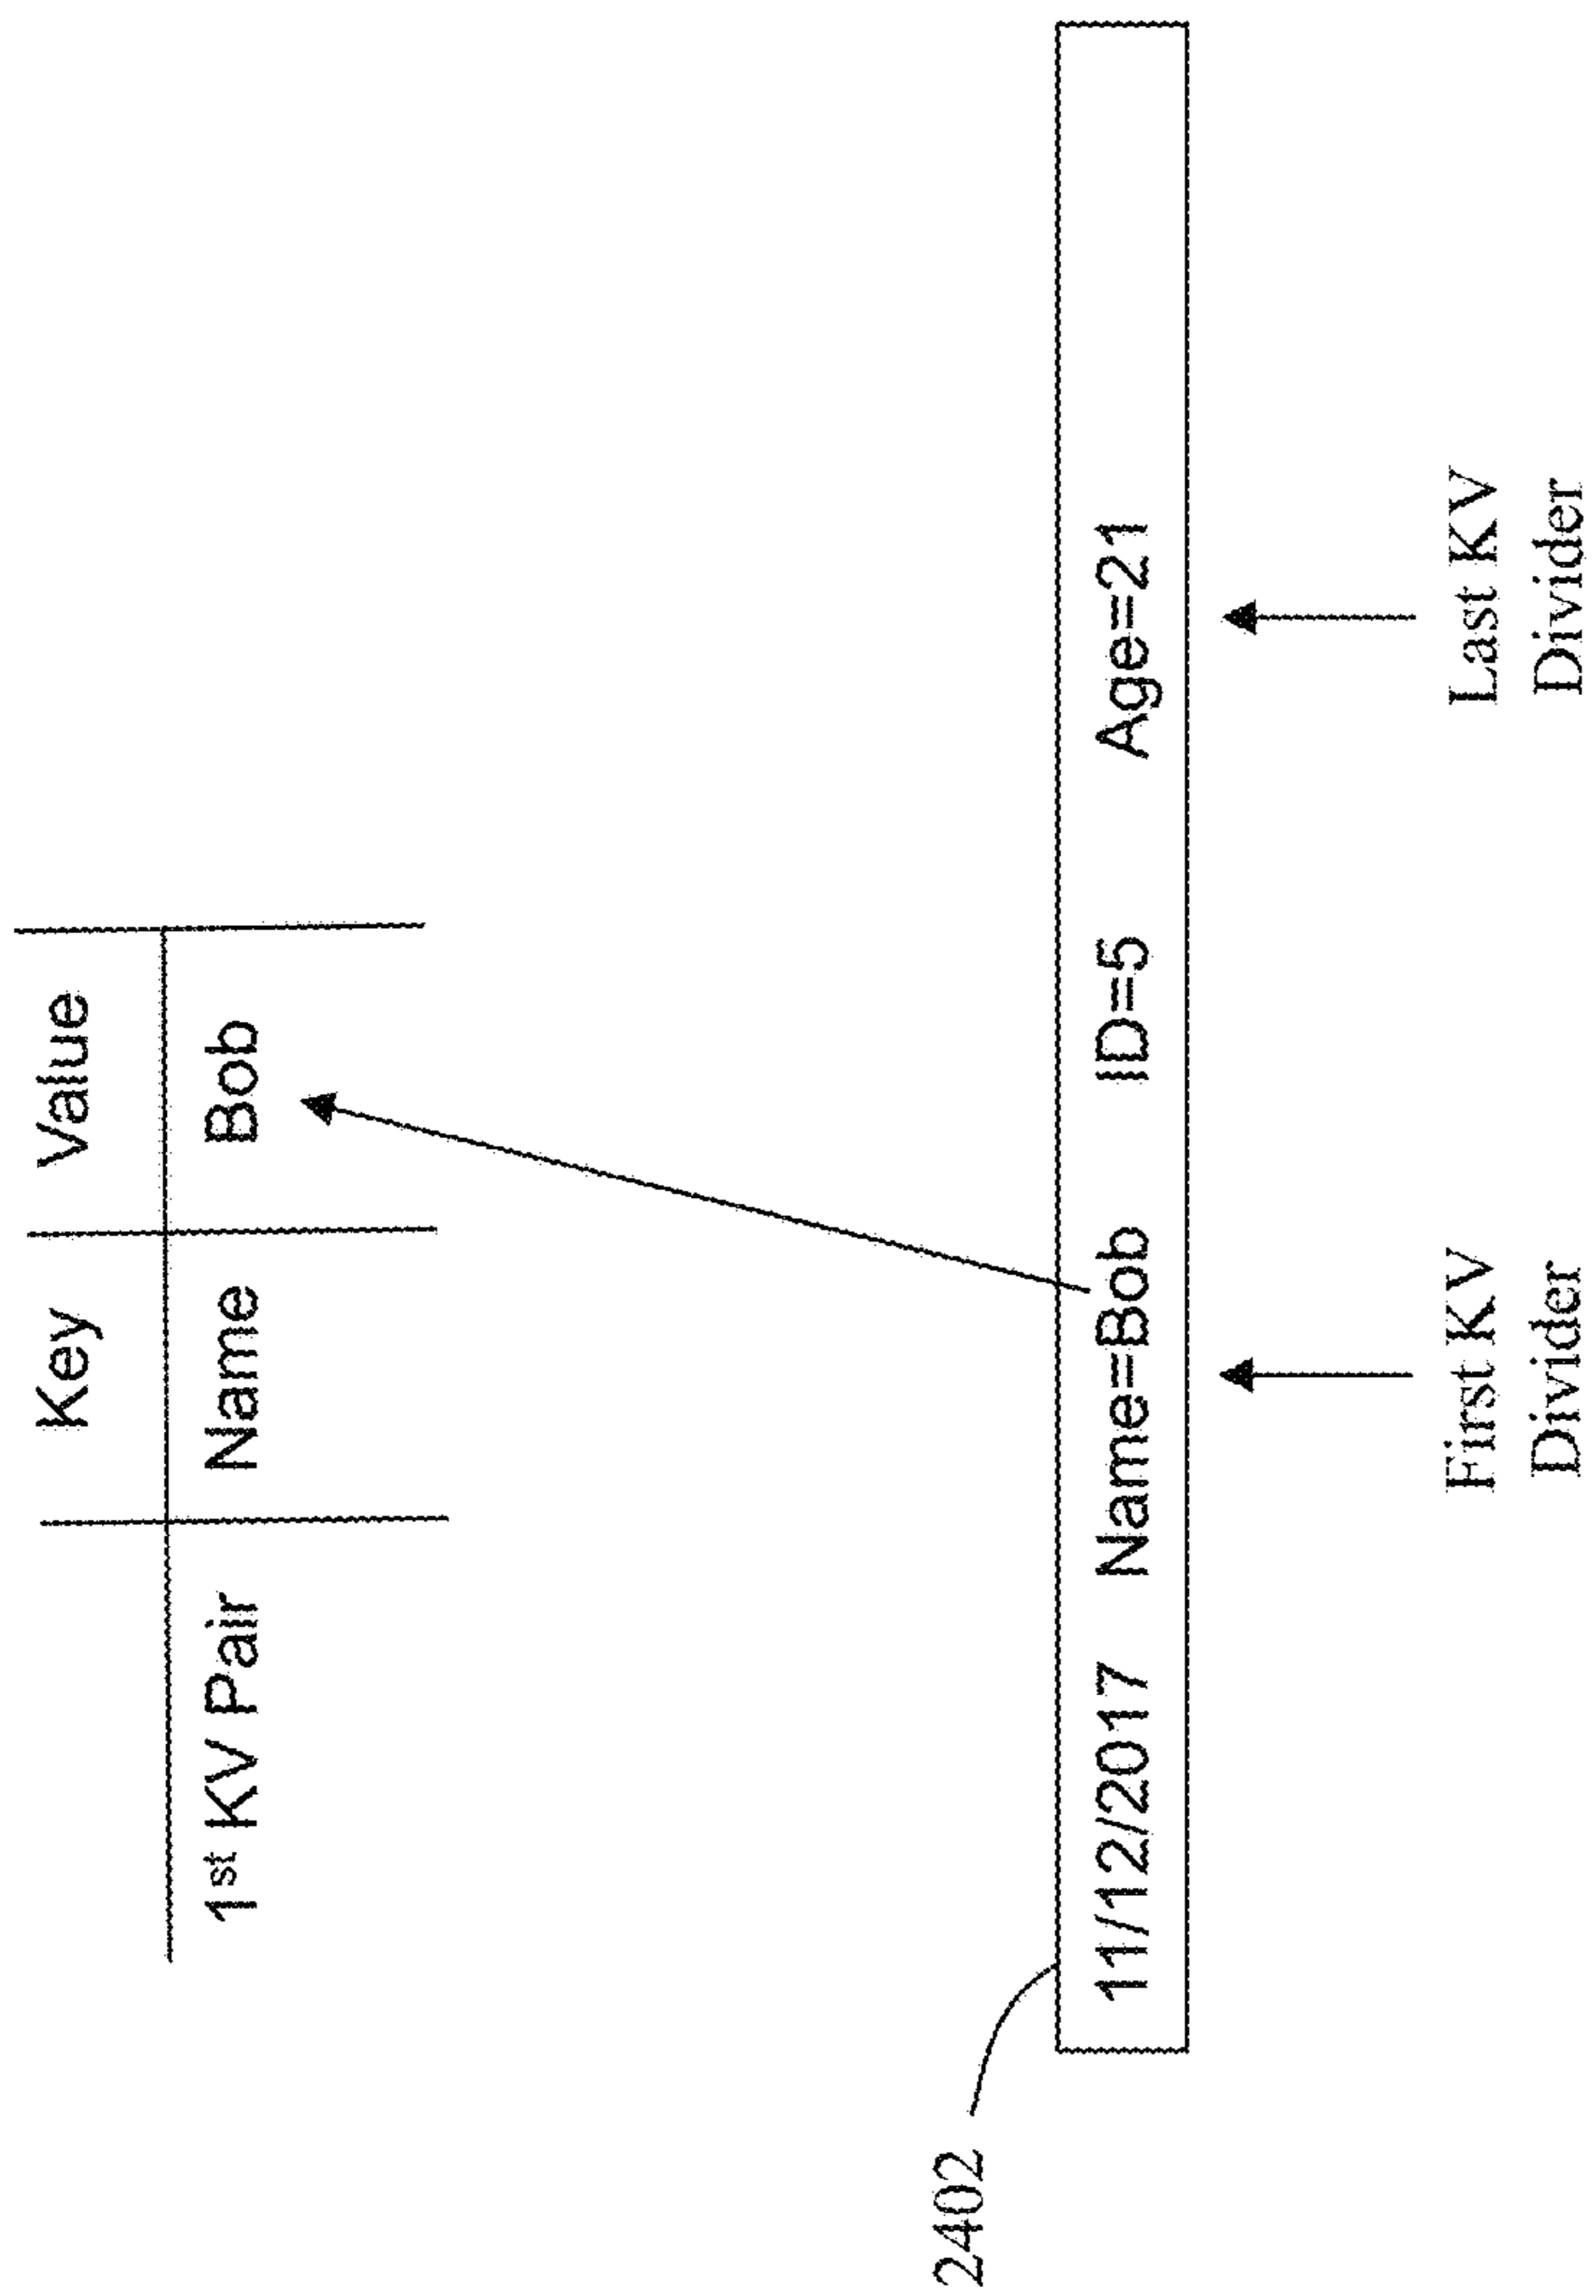 Key Value
1st KV Pair Name Bob
2402
11/12/2017 Name=Bob ID=5 Age=21
First KV
Divider
Last KV
Divider